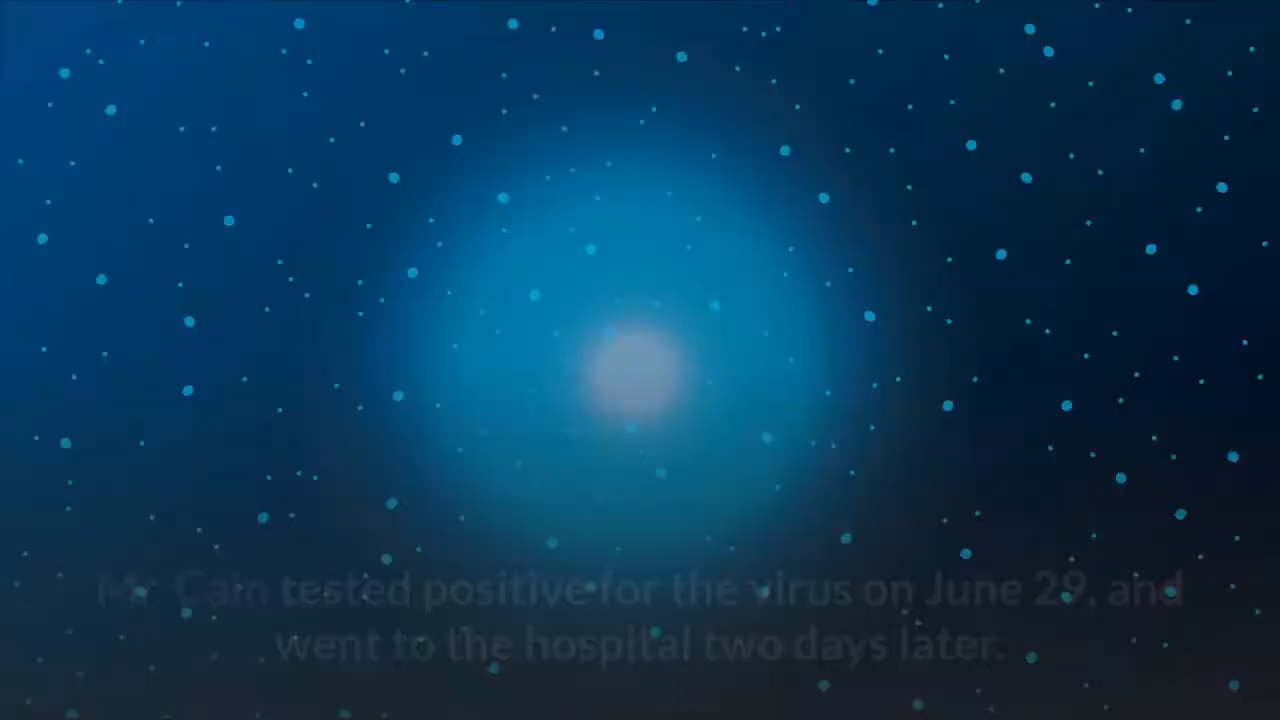 Mr. Cain tested positive for the virus on June 29, and
went to the hospital two days later.